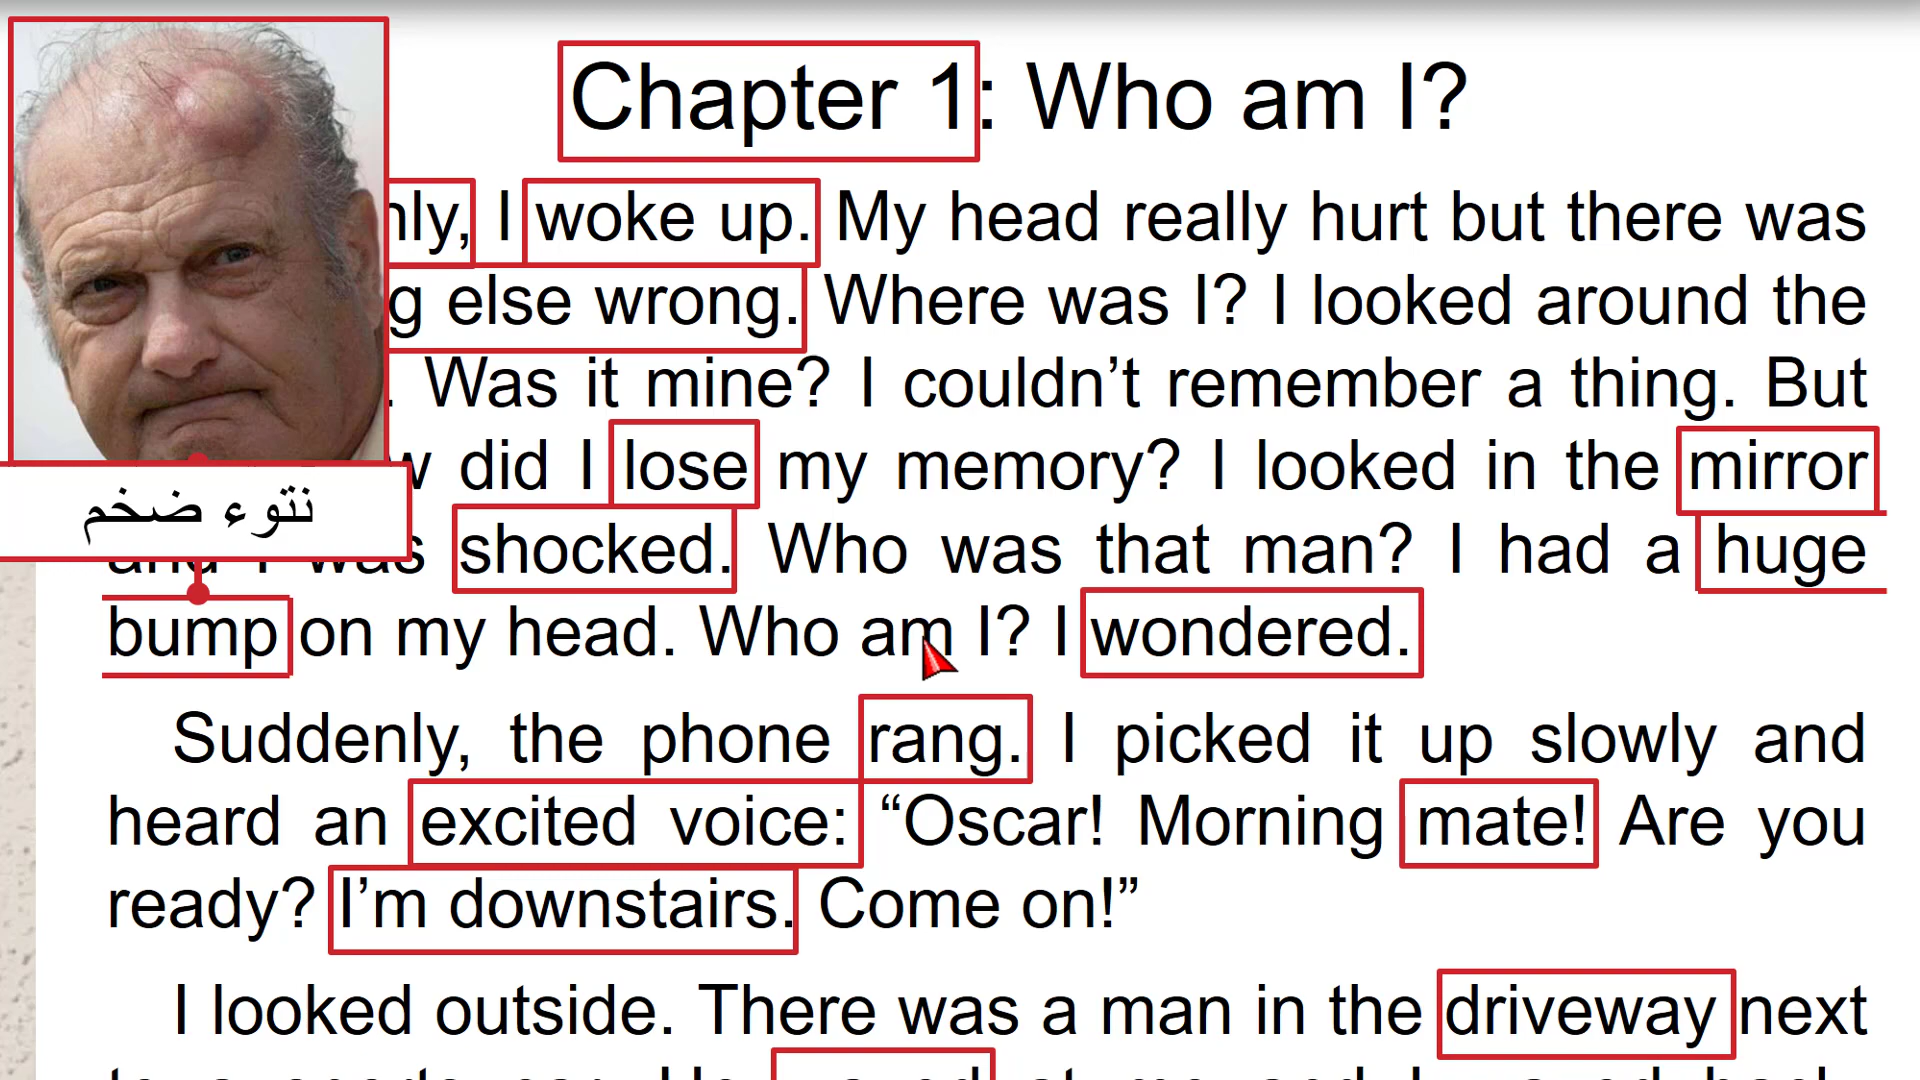 Chapter 1: Who am I?
I woke up. My head really hurt but there was
else wrong. Where was I? I looked around the
Was it mine? I couldn’t remember a thing. But
did I lose my memory? I looked in the mirror
نتوء ضخم
and I was shocked. Who was that man? I had a huge
bump on my head. Who am I? I wondered.
Suddenly, the phone rang. I picked it up slowly and
heard an excited voice: “Oscar! Morning mate! Are you
ready? I’m downstairs. Come on!”
I looked outside. There was a man in the driveway next